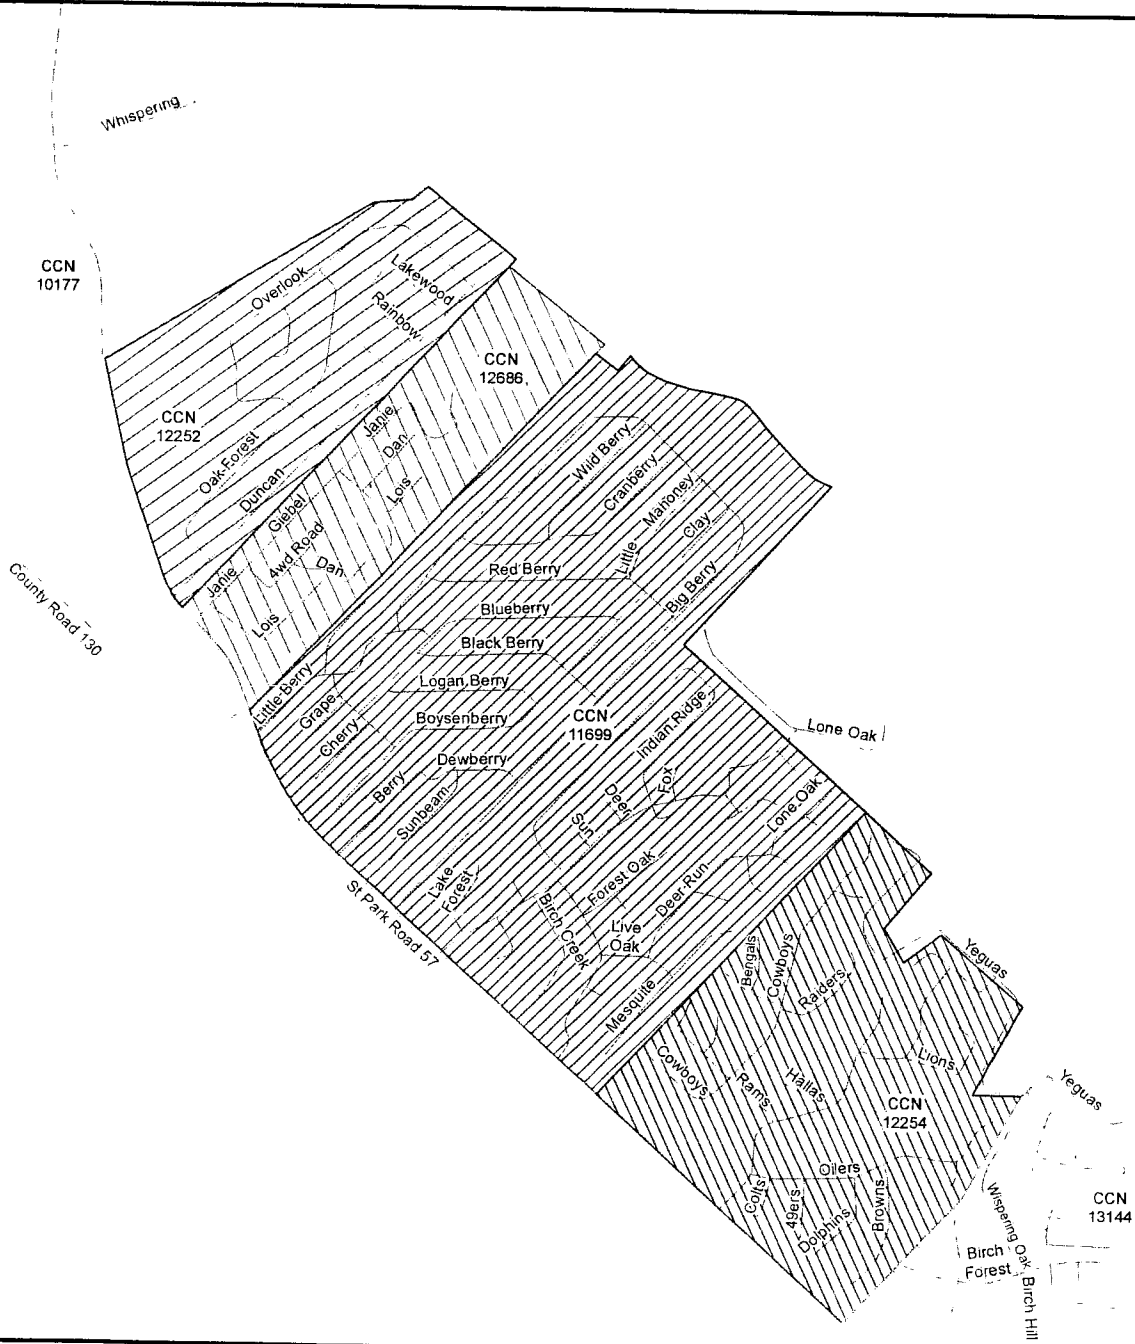 Whispering
CCN
10177
Overlook
Lakewood
Rainbow
CCN
12686
CCN
12252
Oak Forest
Duncan
Janie
Dan
Lois
Giebel
4wd Road
Dan
Janie
Lois
County Road 130
Wild Berry
Cranberry
Mahoney
Clay
Little
Big Berry
Red Berry
Blueberry
Black Berry
Logan Berry
Boysenberry
Dewberry
Little Berry
Grape
Cherry
Berry
Sunbeam
CCN
11699
Indian Ridge
Lone Oak
Fox
Deer
Sun
Lone Oak
Lake
Forest
Forest Oak
Deer Run
Birch Creek
Live
Oak
Mesquite
St Park Road 57
Bengals
Cowboys
Raiders
Yeguas
Cowboys
Rams
Hallas
Lions
Yeguas
CCN
12254
Oilers
Colts
49ers
Dolphins
Browns
CCN
13144
Wispering Oak
Birch
Forest
Birch Hill